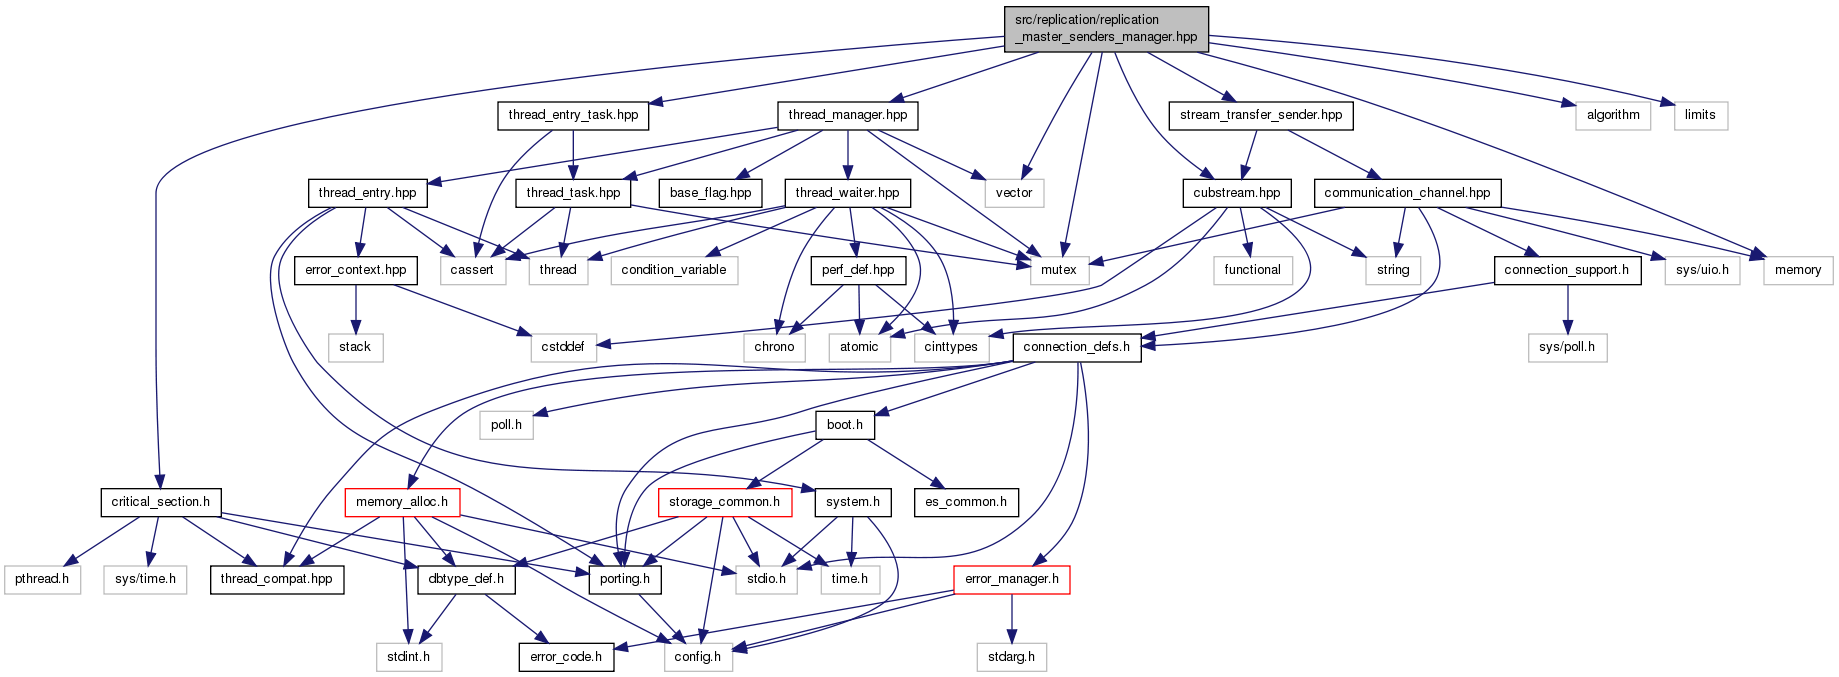 src/replication/replication
_master_senders_manager.hpp
thread_entry_task.hpp
thread_manager.hpp
stream_transfer_sender.hpp
algorithm
limits
thread_entry.hpp
thread_task.hpp
base_flag.hpp
thread_waiter.hpp
vector
cubstream.hpp
communication_channel.hpp
error_context.hpp
cassert
thread
condition_variable
perf_def.hpp
mutex
functional
string
connection_support.h
sys/uio.h
memory
stack
cstddef
chrono
atomic
cinttypes
connection_defs.h
sys/poll.h
poll.h
boot.h
critical_section.h
memory_alloc.h
storage_common.h
system.h
es_common.h
pthread.h
sys/time.h
thread_compat.hpp
dbtype_def.h
porting.h
stdio.h
time.h
error_manager.h
stdint.h
error_code.h
config.h
stdarg.h